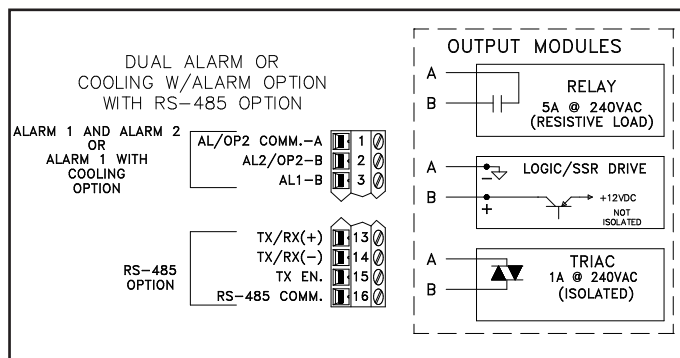 DUAL ALARM OR
COOLING W/ALARM OPTION
WITH RS-485 OPTION
ALARM 1 AND ALARM 2
OR
ALARM 1 WITH
COOLING
OPTION
AL/OP2 COMM.-A 1
AL2/OP2-B 2
AL1-B 3
RS-485
OPTION
TX/RX(+) 13
TX/RX(-) 14
TX EN. 15
RS-485 COMM. 16
OUTPUT MODULES
A
B
RELAY
5A @ 240VAC
(RESISTIVE LOAD)
A
B
LOGIC/SSR DRIVE
-
+
+12VDC
NOT
ISOLATED
A
B
TRIAC
1A @ 240VAC
(ISOLATED)